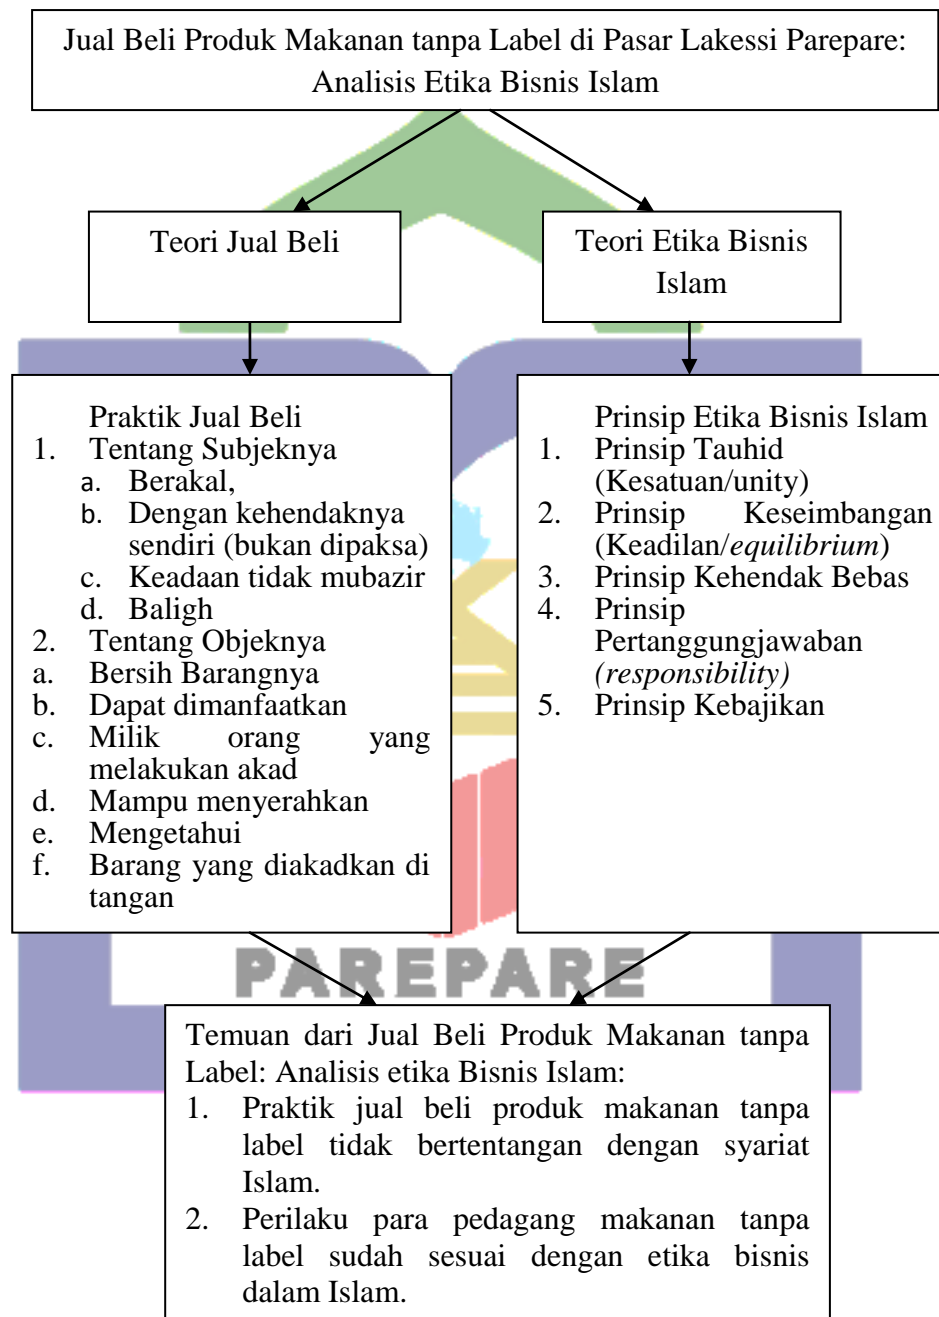 Jual Beli Produk Makanan tanpa Label di Pasar Lakessi Parepare:
Analisis Etika Bisnis Islam
Teori Jual Beli
Teori Etika Bisnis
Islam
Praktik Jual Beli
1. Tentang Subjeknya
a. Berakal,
b. Dengan kehendaknya
sendiri (bukan dipaksa)
c. Keadaan tidak mubazir
d. Baligh
2. Tentang Objeknya
a. Bersih Barangnya
b. Dapat dimanfaatkan
c. Milik orang yang
melakukan akad
d. Mampu menyerahkan
e. Mengetahui
f. Barang yang diakadkan di
tangan
Prinsip Etika Bisnis Islam
1. Prinsip Tauhid
(Kesatuan/unity)
2. Prinsip Keseimbangan
(Keadilan/equilibrium)
3. Prinsip Kehendak Bebas
4. Prinsip
Pertanggungjawaban
(responsibility)
5. Prinsip Kebajikan
PAREPARE
Temuan dari Jual Beli Produk Makanan tanpa
Label: Analisis etika Bisnis Islam:
1. Praktik jual beli produk makanan tanpa
label tidak bertentangan dengan syariat
Islam.
2. Perilaku para pedagang makanan tanpa
label sudah sesuai dengan etika bisnis
dalam Islam.